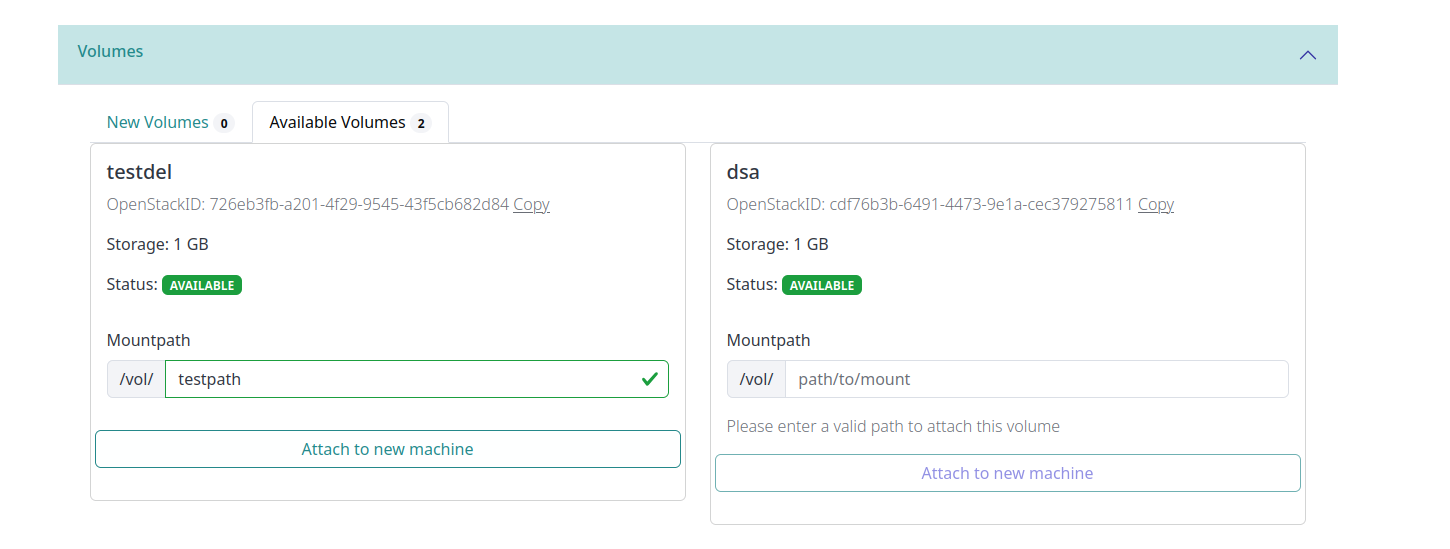 Volumes
New Volumes 0 Available Volumes 2
testdel
OpenStackID: 726eb3fb-a201-4f29-9545-43f5cb682d84 Copy
Storage: 1 GB
Status: AVAILABLE
Mountpath
/vol/ testpath
Attach to new machine
dsa
OpenStackID: cdf76b3b-6491-4473-9e1a-cec379275811 Copy
Storage: 1 GB
Status: AVAILABLE
Mountpath
/vol/ path/to/mount
Please enter a valid path to attach this volume
Attach to new machine